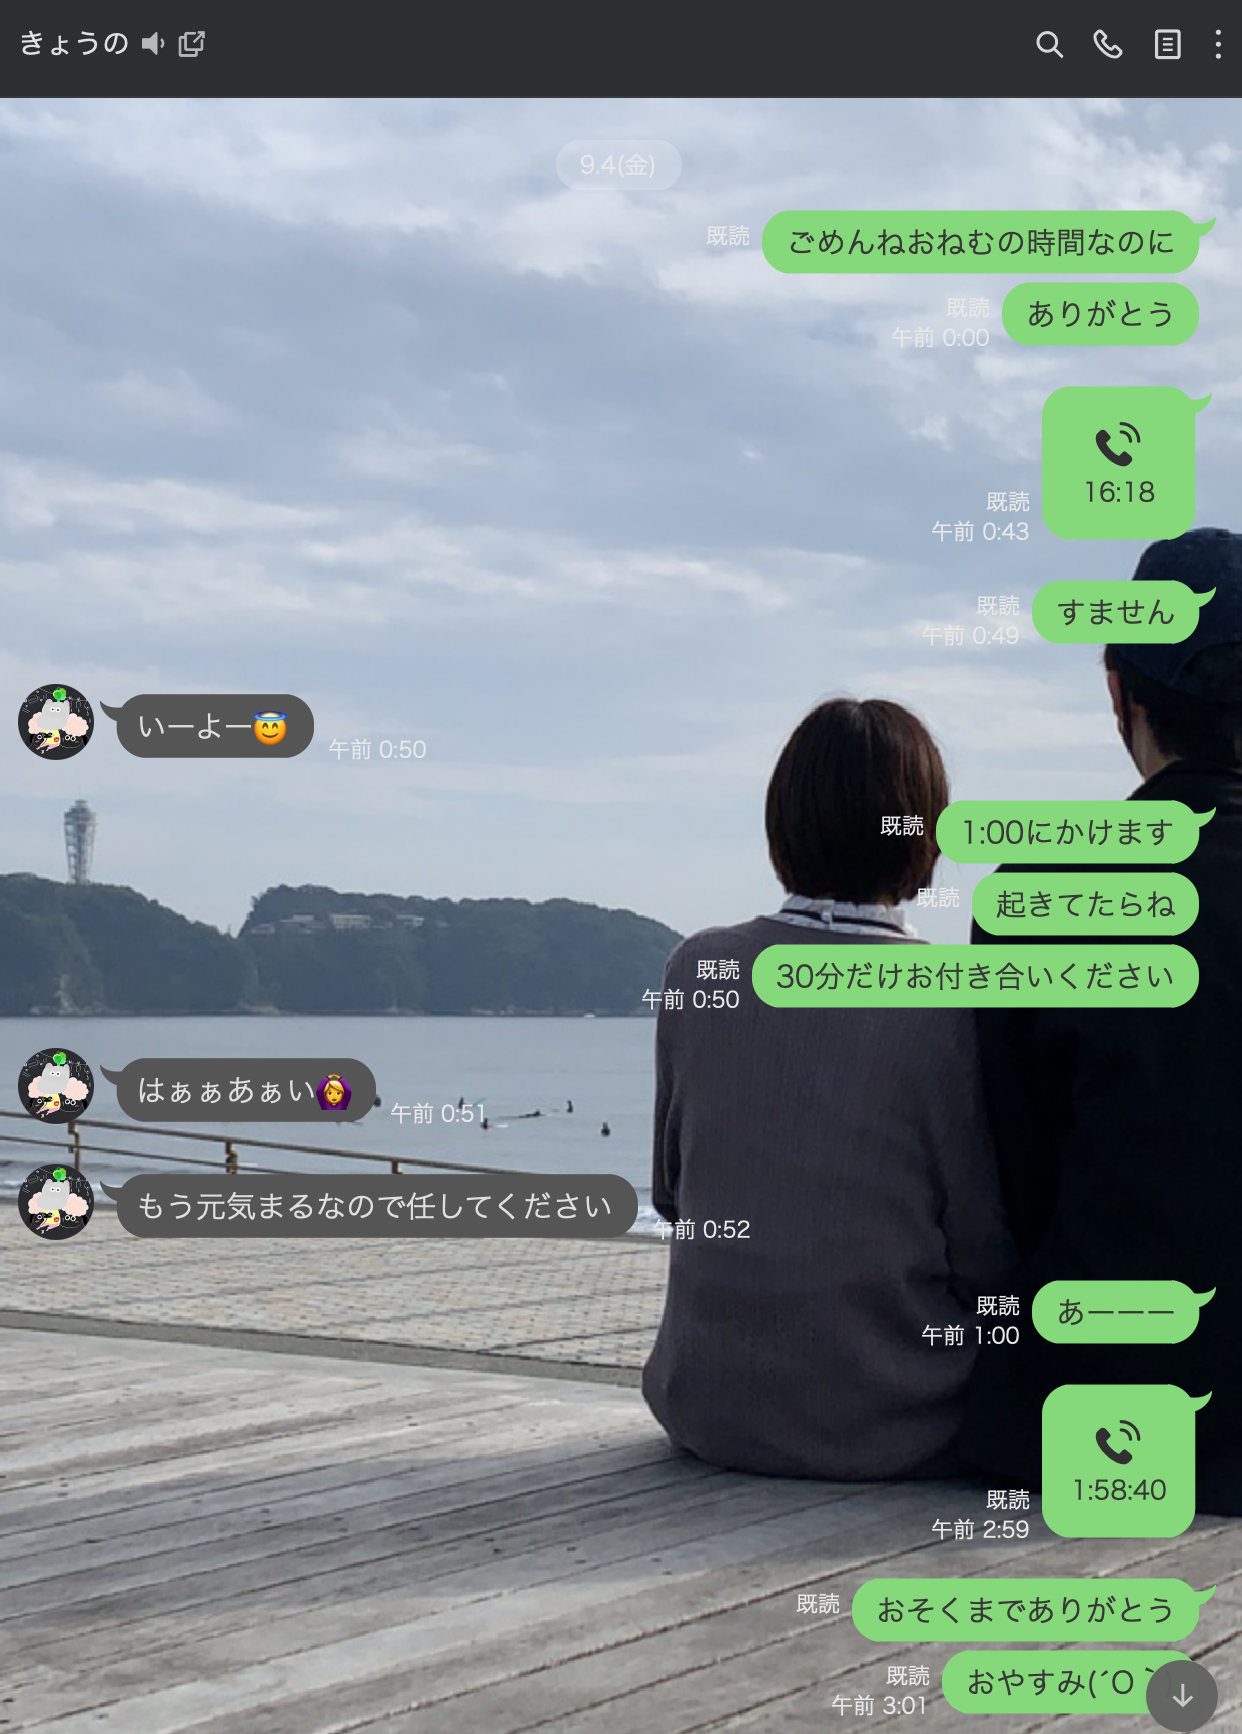 きょうの
9.4(金)
既読
ごめんねおねむの時間なのに
既読
午前 0:00
ありがとう
16:18
既読
午前 0:43
既読
午前 0:49
すません
いーよー😇
午前 0:50
既読
1:00にかけます
既読
起きてたらね
既読
午前 0:50
30分だけお付き合いください
はぁぁあぁい🙆‍♀️
午前 0:51
もう元気まるなので任してください
午前 0:52
既読
午前 1:00
あーーー
1:58:40
既読
午前 2:59
既読
おそくまでありがとう
既読
午前 3:01
おやすみ(´O｀)